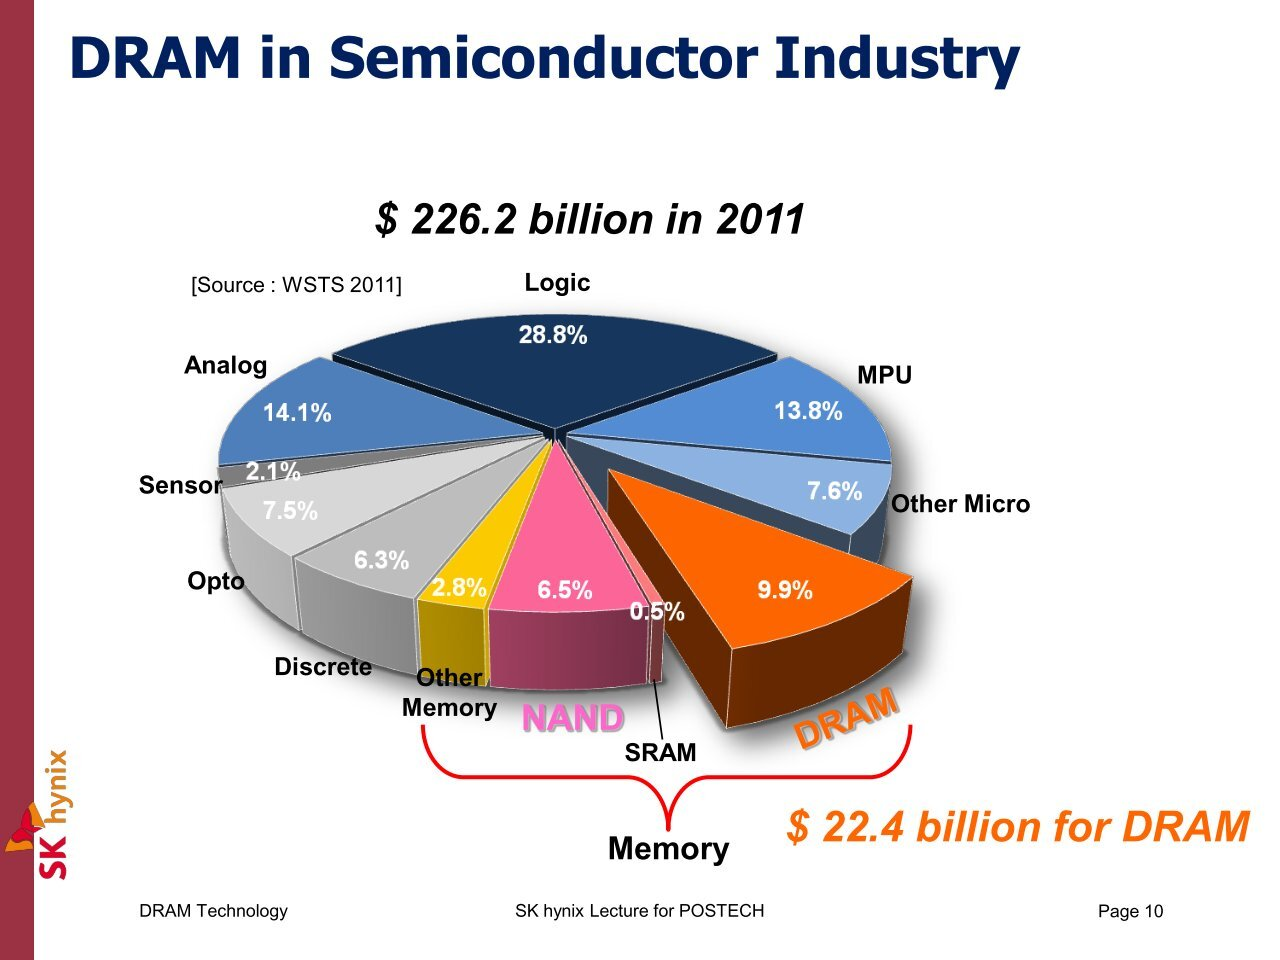 DRAM in Semiconductor Industry
$ 226.2 billion in 2011
[Source : WSTS 2011]
Logic
28.8%
Analog
14.1%
MPU
13.8%
Sensor
2.1%
7.6%
Other Micro
7.5%
Opto
6.3%
Discrete
2.8%
Other
Memory
6.5%
NAND
0.5%
SRAM
9.9%
DRAM
Memory
$ 22.4 billion for DRAM
SK hynix
DRAM Technology
SK hynix Lecture for POSTECH
Page 10